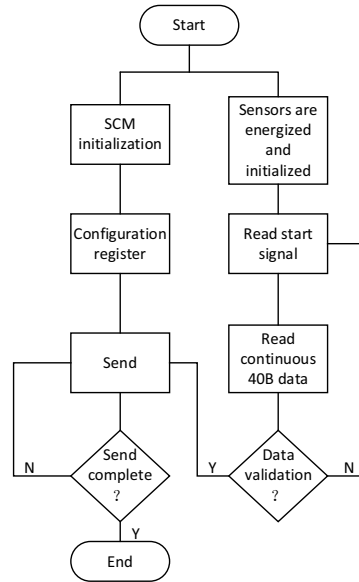 Start
SCM
initialization
Sensors are
energized
and
initialized
Configuration
register
Read start
signal
Send
Read
continuous
40B data
N
Send
complete
?
Y
Data
validation
?
N
Y
End